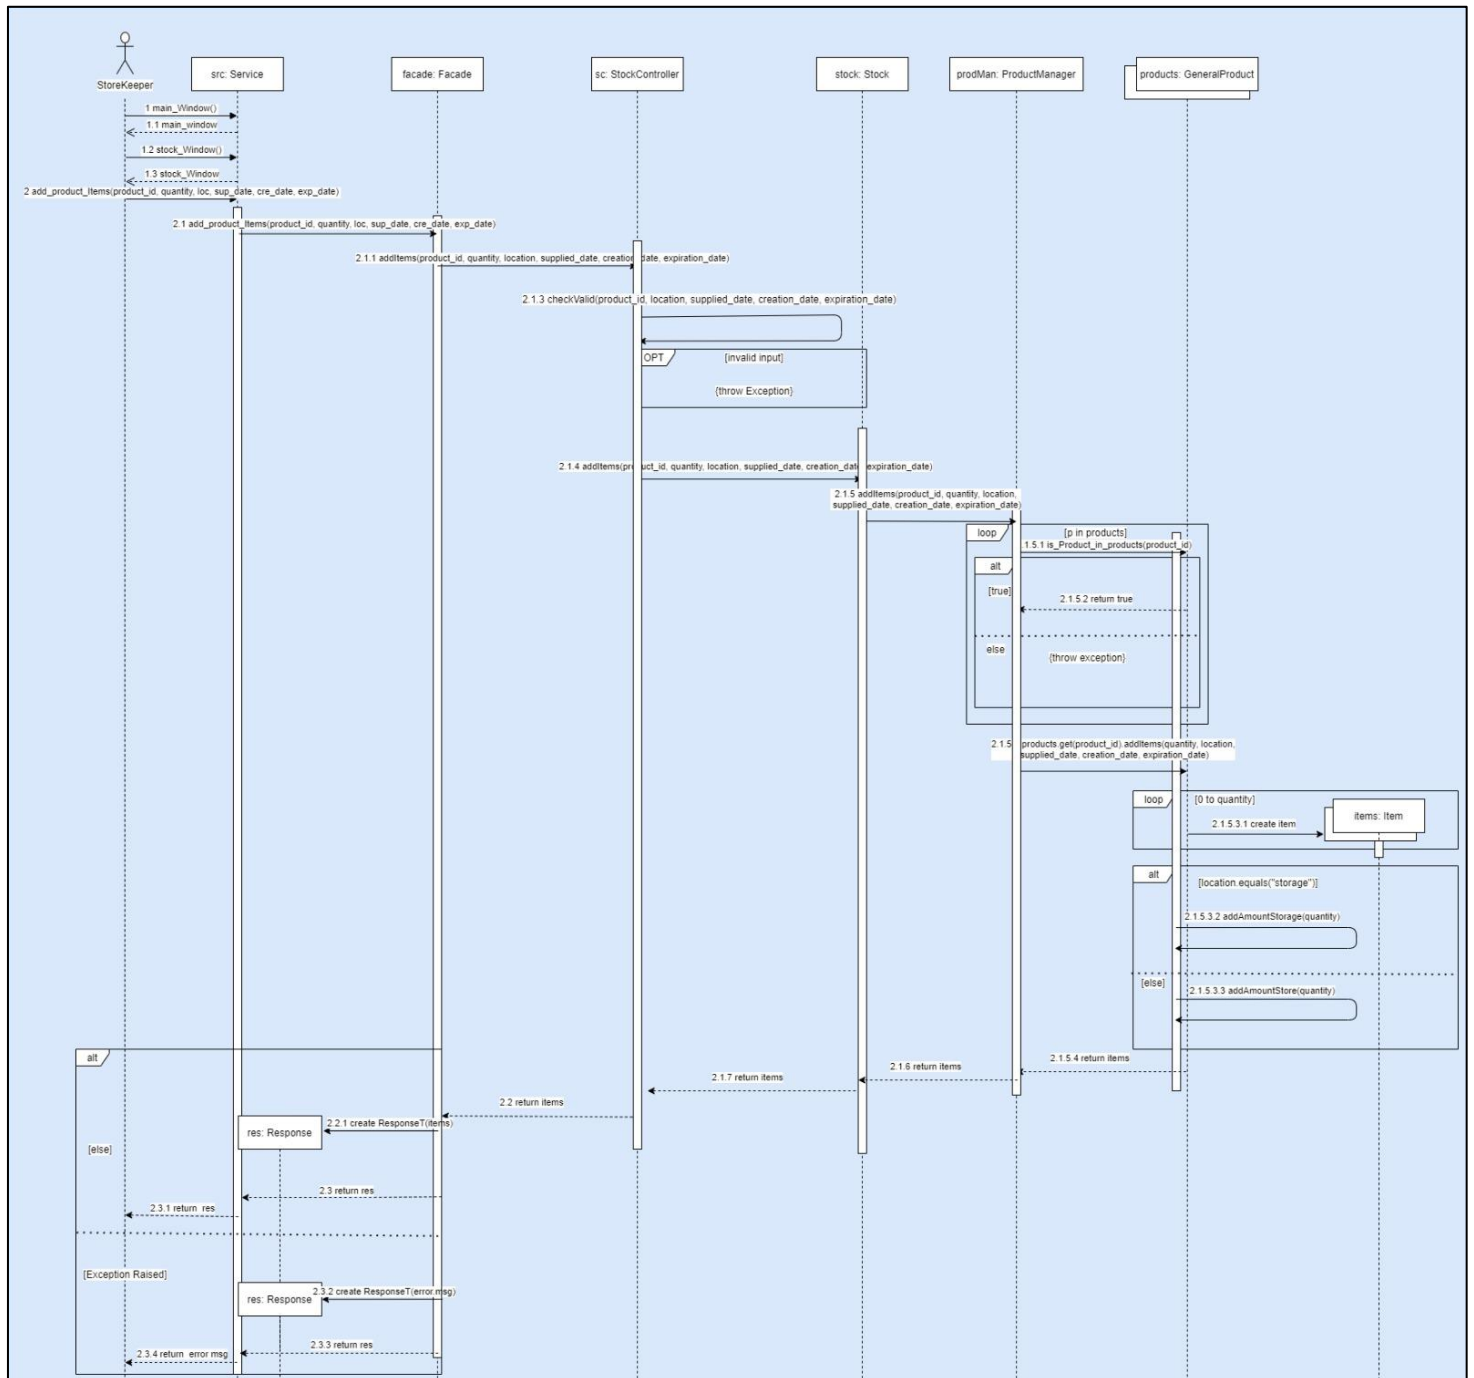 StoreKeeper
src: Service
facade: Facade
sc: StockController
stock: Stock
prodMan: ProductManager
products: GeneralProduct
1 main_Window()
1.1 main_window
1.2 stock_Window()
1.3 stock_Window
2 add_product_Items(product_id, quantity, loc, sup_date, cre_date, exp_date)
2.1 add_product_Items(product_id, quantity, loc, sup_date, cre_date, exp_date)
2.1.1 addItems(product_id, quantity, location, supplied_date, creation_date, expiration_date)
2.1.3 checkValid(product_id, location, supplied_date, creation_date, expiration_date)
OPT
[invalid input]
{throw Exception}
2.1.4 addItems(product_id, quantity, location, supplied_date, creation_date, expiration_date)
2.1.5 addItems(product_id, quantity, location,
supplied_date, creation_date, expiration_date)
loop
[p in products]
.1.5.1 is_Product_in_products(product_id)
alt
[true]
2.1.5.2 return true
else
{throw exception}
2.1.5 products.get(product_id).addItems(quantity, location,
supplied_date, creation_date, expiration_date)
loop
[0 to quantity]
items: Item
2.1.5.3.1 create item
alt
[location.equals("storage")]
2.1.5.3.2 addAmountStorage(quantity)
[else]
2.1.5.3.3 addAmountStore(quantity)
alt
2.1.5.4 return items
2.1.6 return items
2.1.7 return items
2.2 return items
2.2.1 create ResponseT(items)
res: Response
[else]
2.3 return res
2.3.1 return res
[Exception Raised]
2.3.2 create ResponseT(error.msg)
res: Response
2.3.3 return res
2.3.4 return error msg